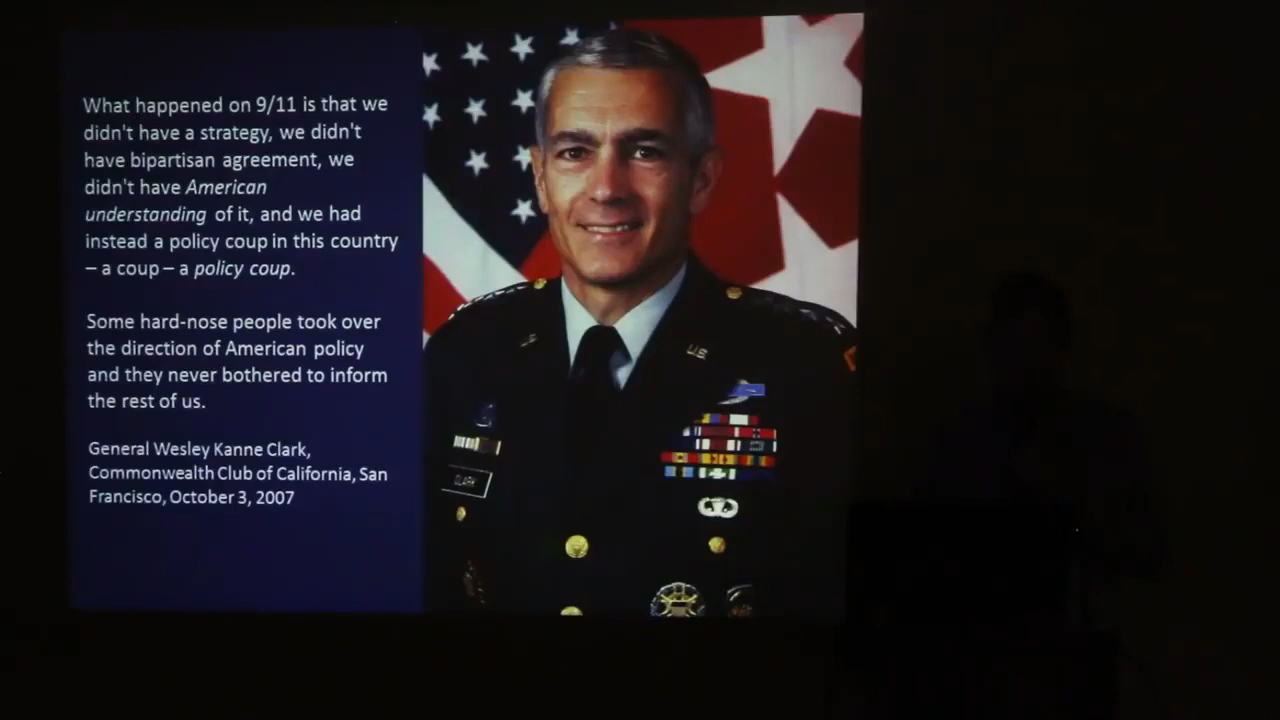 What happened on 9/11 is that we
didn't have a strategy, we didn't
have bipartisan agreement, we
didn't have American
understanding of it, and we had
instead a policy coup in this country
– a coup – a policy coup.
Some hard-nose people took over
the direction of American policy
and they never bothered to inform
the rest of us.
General Wesley Kanne Clark,
Commonwealth Club of California, San
Francisco, October 3, 2007
U.S.
CLARK